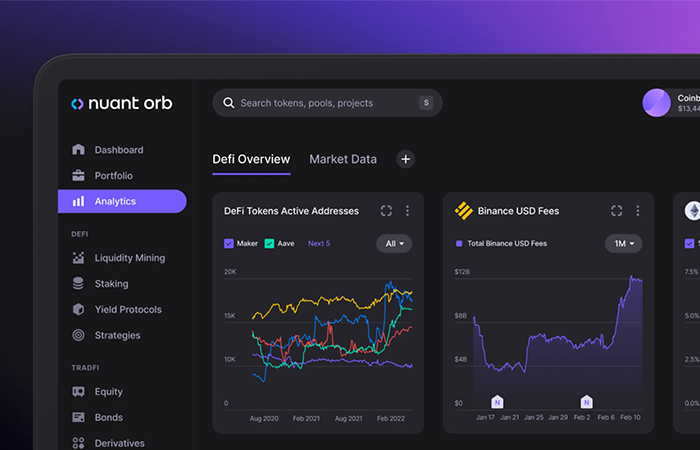 nuant orb
Search tokens, pools, projects S
Coinb
$13,44
Dashboard
Portfolio
Analytics
DEFI
Liquidity Mining
Staking
Yield Protocols
Strategies
TRADFI
Equity
Bonds
Derivatives
Defi Overview Market Data +
DeFi Tokens Active Addresses
Maker Aave Next 5 All
20K
15K
10K
0
Aug 2020 Feb 2021 Aug 2021 Feb 2022
Binance USD Fees
Total Binance USD Fees 1M
$12B
$8B
$4B
$0
N N
Jan 17 Jan 21 Jan 25 Jan 29 Feb 2 Feb 6 Feb 10
7.5%
5.0%
2.5%
0.0%